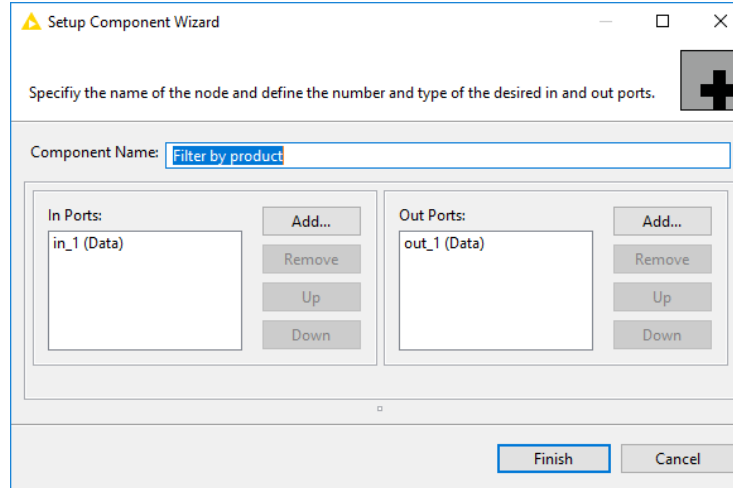 Setup Component Wizard
Specifiy the name of the node and define the number and type of the desired in and out ports.
Component Name: Filter by product
In Ports:
in_1 (Data)
Add...
Remove
Up
Down
Out Ports:
out_1 (Data)
Add...
Remove
Up
Down
Finish
Cancel